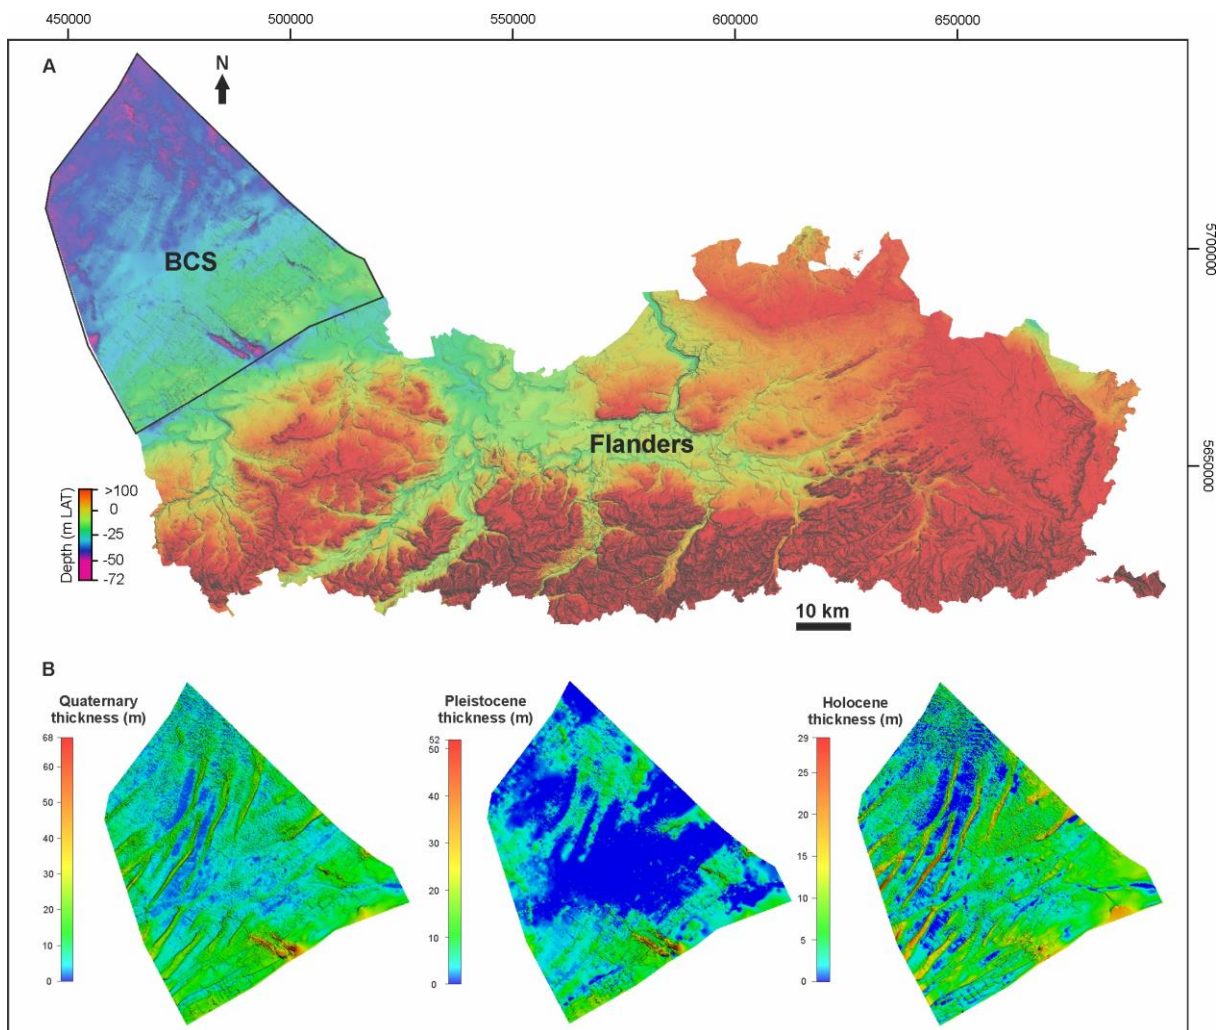 450000
500000
550000
600000
650000
A
N
BCS
5700000
Flanders
5650000
Depth (m LAT)
>100
0
-25
-50
-72
10 km
B
Quaternary
thickness (m)
68
60
50
40
30
20
10
0
Pleistocene
thickness (m)
52
50
40
30
20
10
0
Holocene
thickness (m)
29
25
20
15
10
5
0